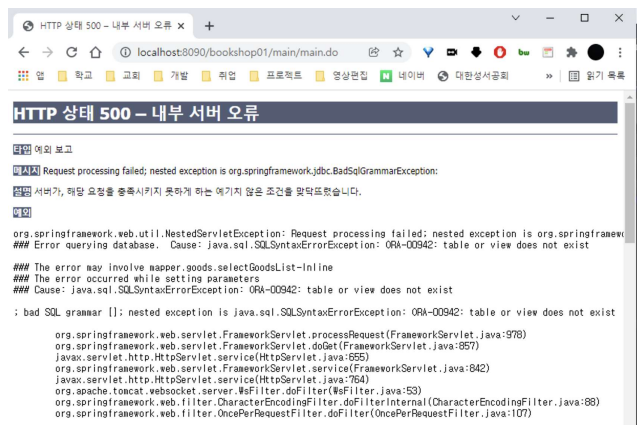 HTTP 상태 500 – 내부 서버 오류
localhost:8090/bookshop01/main/main.do
앱 학교 교회 개발 취업 프로젝트 영상편집 N 네이버 대한성서공회 » 읽기 목록
HTTP 상태 500 – 내부 서버 오류
타입 예외 보고
메시지 Request processing failed; nested exception is org.springframework.jdbc.BadSqlGrammarException:
설명 서버가, 해당 요청을 충족시키지 못하게 하는 예기치 않은 조건을 맞닥뜨렸습니다.
예외
org.springframework.web.util.NestedServletException: Request processing failed; nested exception is org.springframew
### Error querying database.  Cause: java.sql.SQLSyntaxErrorException: ORA-00942: table or view does not exist
### The error may involve mapper.goods.selectGoodsList-Inline
### The error occurred while setting parameters
### Cause: java.sql.SQLSyntaxErrorException: ORA-00942: table or view does not exist
; bad SQL grammar []; nested exception is java.sql.SQLSyntaxErrorException: ORA-00942: table or view does not exist
org.springframework.web.servlet.FrameworkServlet.processRequest(FrameworkServlet.java:978)
org.springframework.web.servlet.FrameworkServlet.doGet(FrameworkServlet.java:857)
javax.servlet.http.HttpServlet.service(HttpServlet.java:655)
org.springframework.web.servlet.FrameworkServlet.service(FrameworkServlet.java:842)
javax.servlet.http.HttpServlet.service(HttpServlet.java:764)
org.apache.tomcat.websocket.server.WsFilter.doFilter(WsFilter.java:53)
org.springframework.web.filter.CharacterEncodingFilter.doFilterInternal(CharacterEncodingFilter.java:88)
org.springframework.web.filter.OncePerRequestFilter.doFilter(OncePerRequestFilter.java:107)